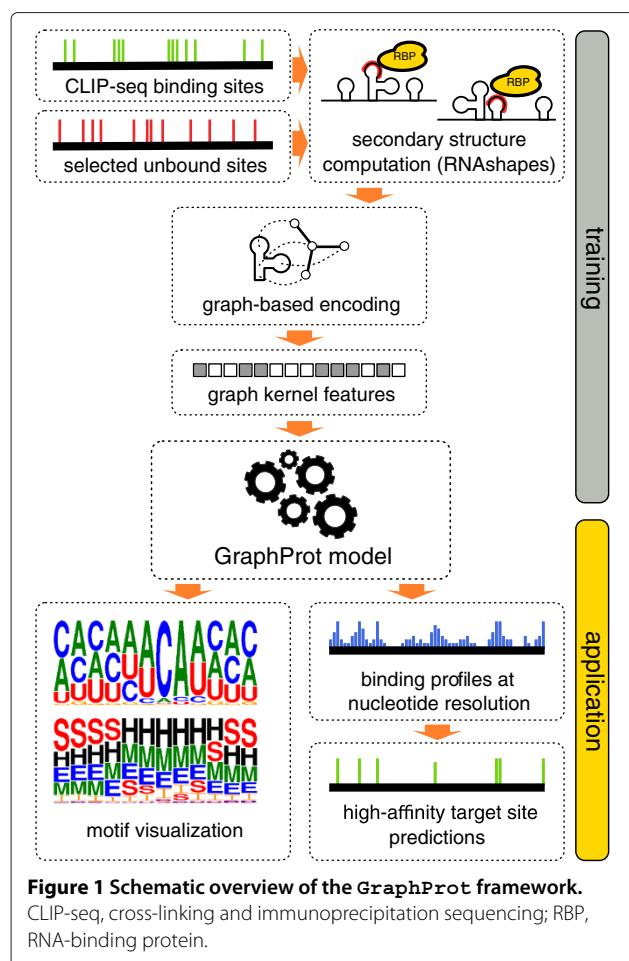 CLIP-seq binding sites
selected unbound sites
RBP
RBP
secondary structure
computation (RNAshapes)
training
graph-based encoding
graph kernel features
GraphProt model
application
CACAAACAACAC
SSSSHHHHHHSS
motif visualization
binding profiles at
nucleotide resolution
high-affinity target site
predictions
Figure 1 Schematic overview of the GraphProt framework.
CLIP-seq, cross-linking and immunoprecipitation sequencing; RBP,
RNA-binding protein.